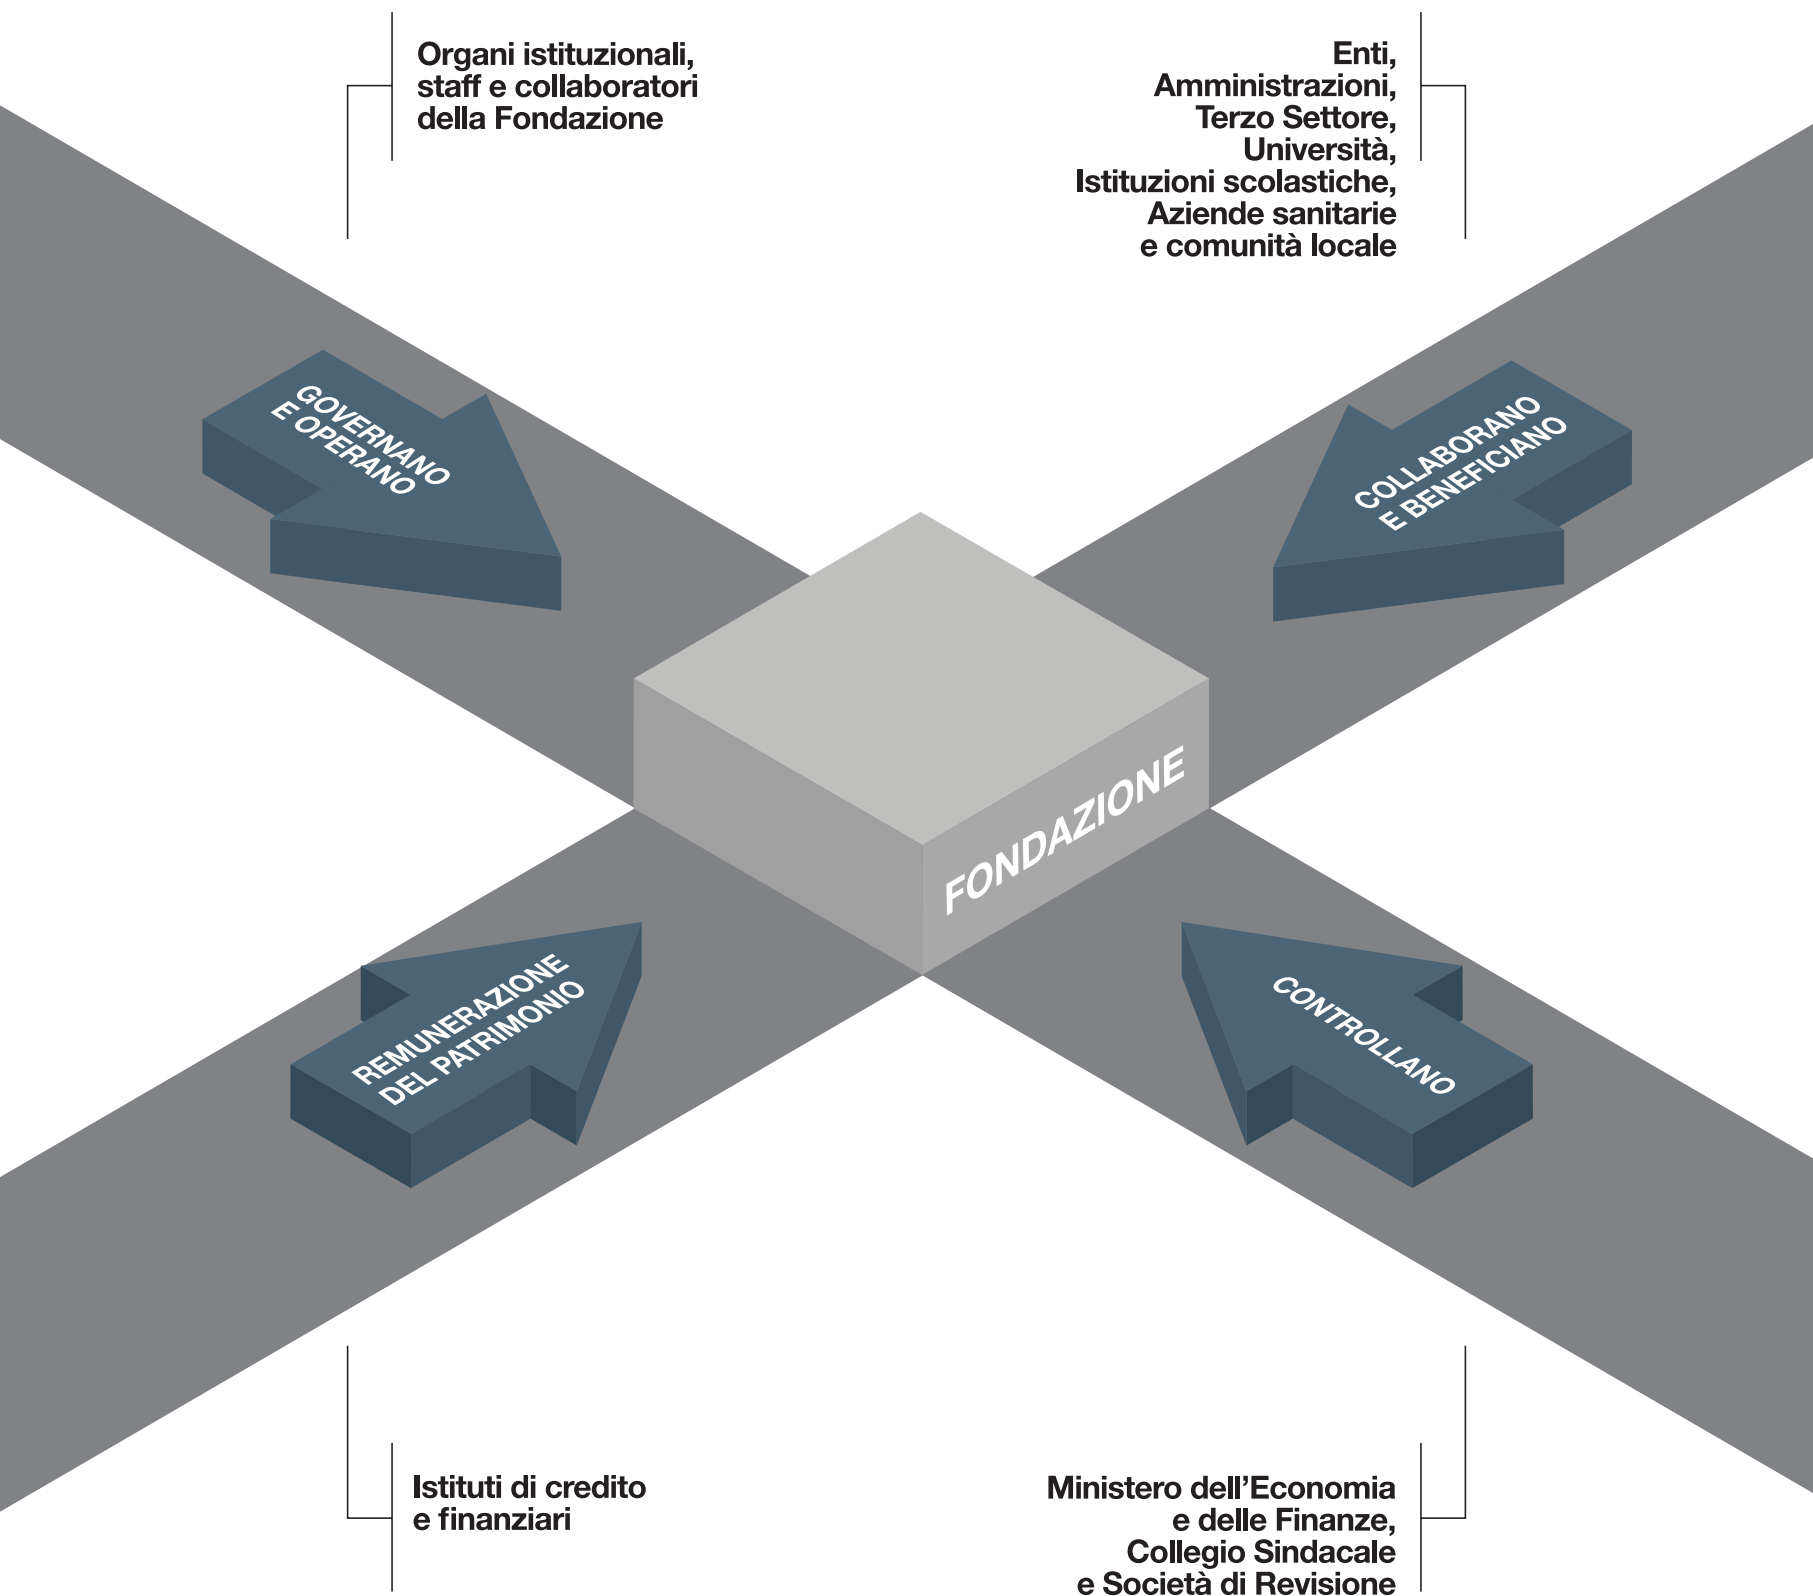 Organi istituzionali,
staff e collaboratori
della Fondazione
Enti,
Amministrazioni,
Terzo Settore,
Università,
Istituzioni scolastiche,
Aziende sanitarie
e comunità locale
GOVERNANO
E OPERANO
COLLABORANO
E BENEFICIANO
FONDAZIONE
REMUNERAZIONE
DEL PATRIMONIO
CONTROLLANO
Istituti di credito
e finanziari
Ministero dell'Economia
e delle Finanze,
Collegio Sindacale
e Società di Revisione